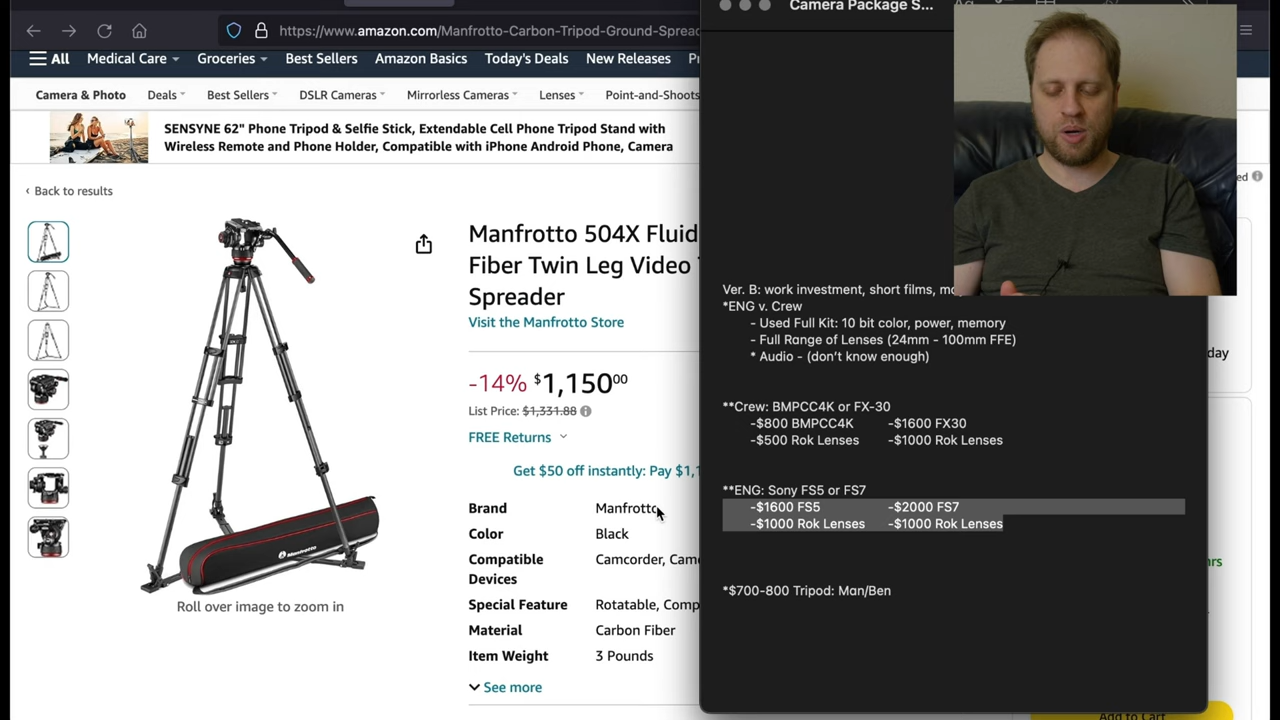 https://www.amazon.com/Manfrotto-Carbon-Tripod-Ground-Sprea
Camera Package S...
All
Medical Care
Groceries
Best Sellers
Amazon Basics
Today's Deals
New Releases
Camera & Photo
Deals
Best Sellers
DSLR Cameras
Mirrorless Cameras
Lenses
Point-and-Shoots
SENSYNE 62" Phone Tripod & Selfie Stick, Extendable Cell Phone Tripod Stand with
Wireless Remote and Phone Holder, Compatible with iPhone Android Phone, Camera
ed
‹ Back to results
Manfrotto 504X Fluid
Fiber Twin Leg Video
Spreader
Visit the Manfrotto Store
-14% $1,15000
List Price: $1,331.88
FREE Returns
Get $50 off instantly: Pay $1,1
Brand Manfrotto
Color Black
Compatible Devices Camcorder, Cam
Special Feature Rotatable, Comp
Material Carbon Fiber
Item Weight 3 Pounds
See more
Manfrotto
Roll over image to zoom in
Ver. B: work investment, short films, mo
*ENG v. Crew
- Used Full Kit: 10 bit color, power, memory
- Full Range of Lenses (24mm - 100mm FFE)
* Audio - (don't know enough)
**Crew: BMPCC4K or FX-30
-$800 BMPCC4K -$1600 FX30
-$500 Rok Lenses -$1000 Rok Lenses
**ENG: Sony FS5 or FS7
-$1600 FS5 -$2000 FS7
-$1000 Rok Lenses -$1000 Rok Lenses
*$700-800 Tripod: Man/Ben
day
hrs
Add to Cart